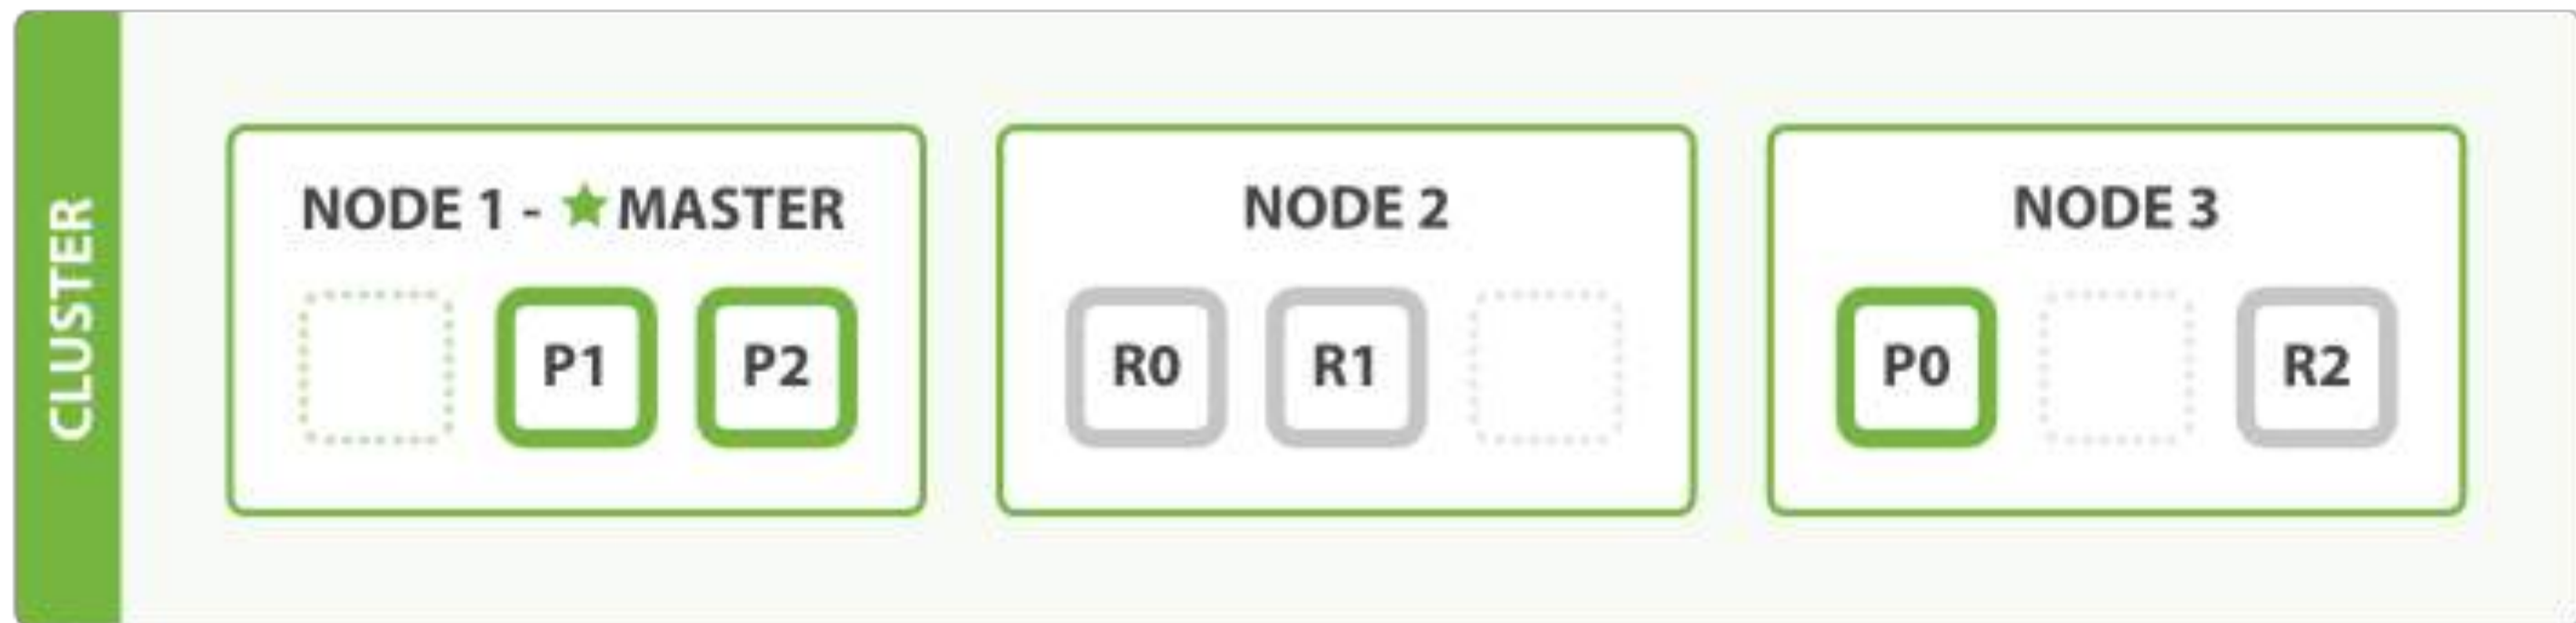 CLUSTER
NODE 1 - ★ MASTER
P1 P2
NODE 2
R0 R1
NODE 3
P0 R2